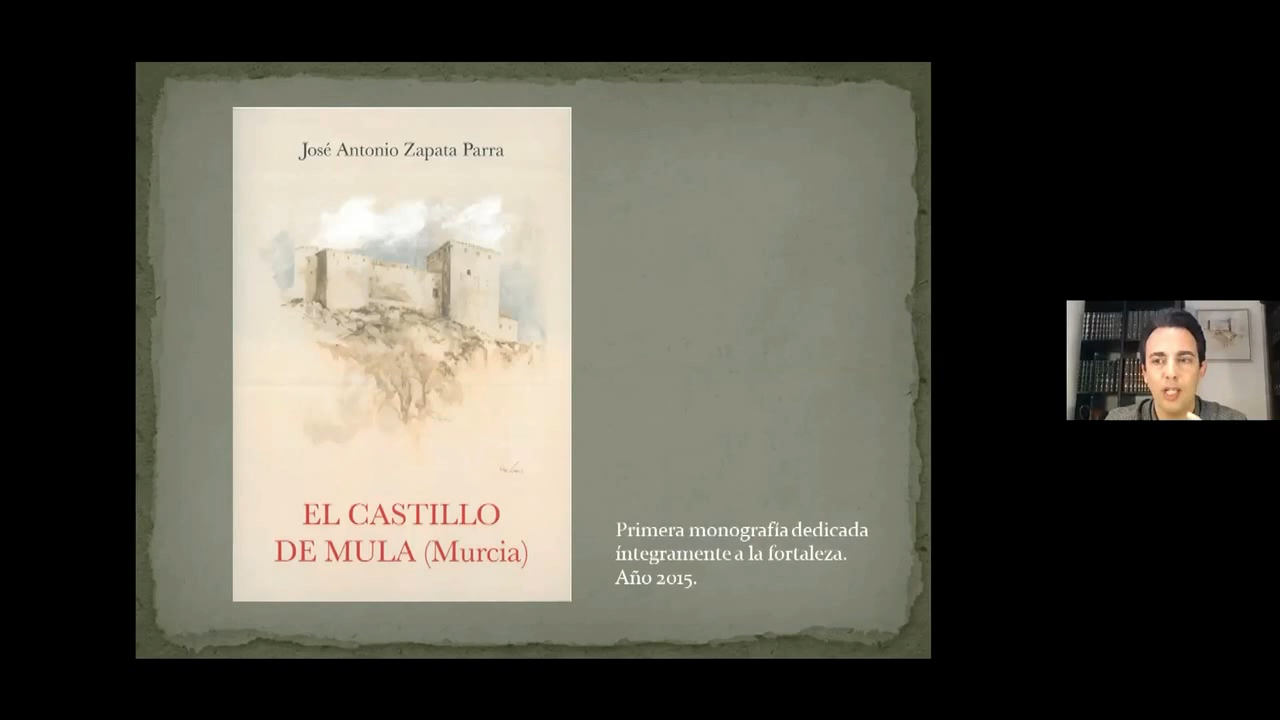 José Antonio Zapata Parra
EL CASTILLO
DE MULA (Murcia)
Primera monografía dedicada
íntegramente a la fortaleza.
Año 2015.